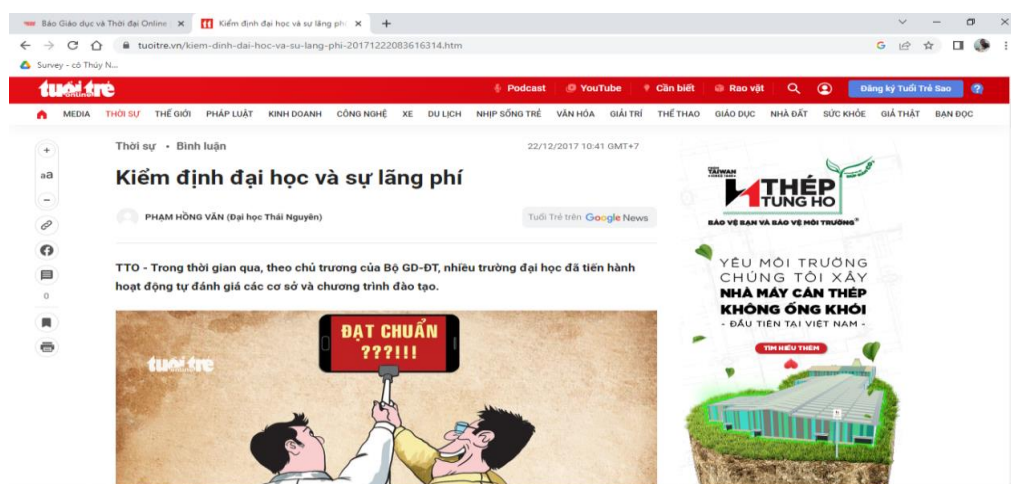 Báo Giáo dục và Thời đại Online
Kiểm định đại học và sự lãng phí
tuoitre.vn/kiem-dinh-dai-hoc-va-su-lang-phi-20171222083616314.htm
Survey - cô Thúy N...
tuổi trẻ online
Podcast YouTube Cần biết Rao vặt Đăng ký Tuổi Trẻ Sao ?
MEDIA THỜI SỰ THẾ GIỚI PHÁP LUẬT KINH DOANH CÔNG NGHỆ XE DU LỊCH NHỊP SỐNG TRẺ VĂN HÓA GIẢI TRÍ THỂ THAO GIÁO DỤC NHÀ ĐẤT SỨC KHỎE GIẢ THẬT BẠN ĐỌC
Thời sự • Bình luận 22/12/2017 10:41 GMT+7
+
aa
−
0
Kiểm định đại học và sự lãng phí
PHẠM HỒNG VÂN (Đại học Thái Nguyên) Tuổi Trẻ trên Google News
TTO - Trong thời gian qua, theo chủ trương của Bộ GD-ĐT, nhiều trường đại học đã tiến hành
hoạt động tự đánh giá các cơ sở và chương trình đào tạo.
ĐẠT CHUẨN
???!!!
tuổi trẻ
TAIWAN
THÉP
TUNG HO
BẢO VỆ BẠN VÀ BẢO VỆ MÔI TRƯỜNG
YÊU MÔI TRƯỜNG
CHÚNG TÔI XÂY
NHÀ MÁY CÁN THÉP
KHÔNG ỐNG KHÓI
- ĐẦU TIÊN TẠI VIỆT NAM -
TÌM HIỂU THÊM